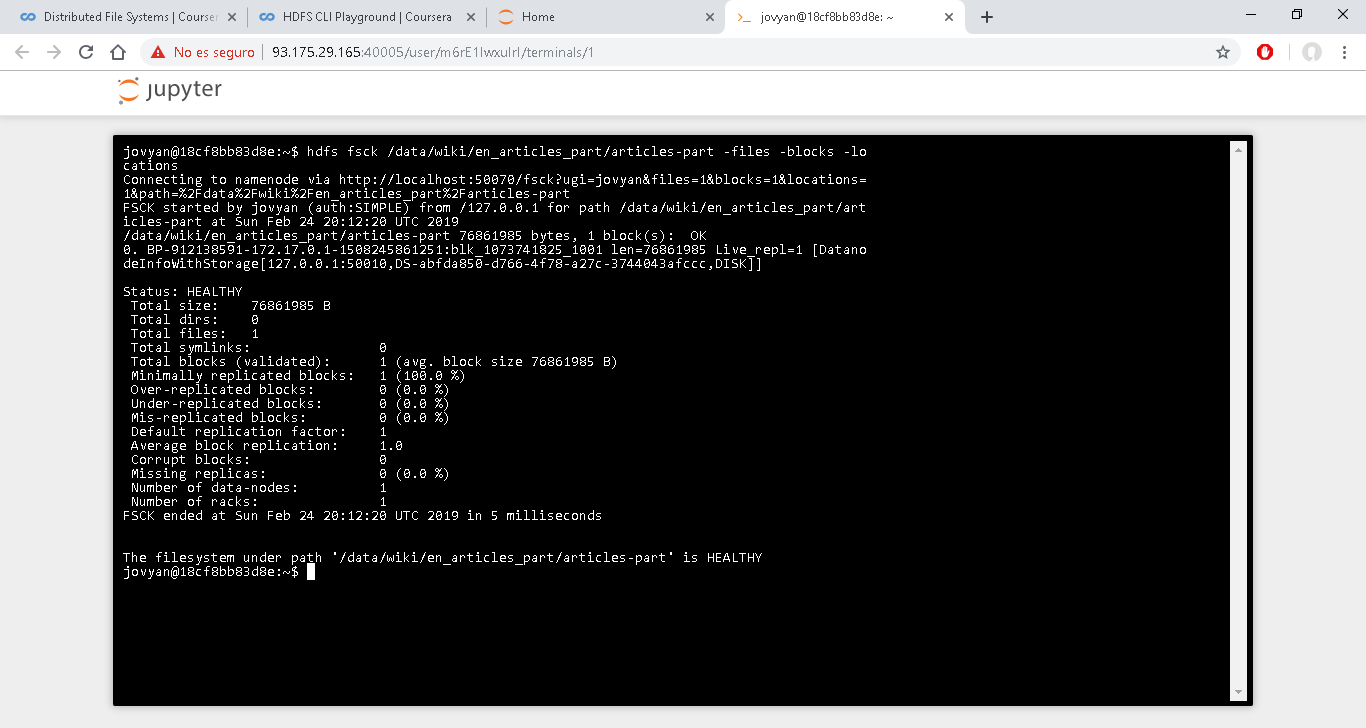 Distributed File Systems | Courser
HDFS CLI Playground | Coursera
Home
jovyan@18cf8bb83d8e: ~
No es seguro
93.175.29.165:40005/user/m6rE1IwxuIrI/terminals/1
jupyter
jovyan@18cf8bb83d8e:~$ hdfs fsck /data/wiki/en_articles_part/articles-part -files -blocks -lo
cations
Connecting to namenode via http://localhost:50070/fsck?ugi=jovyan&files=1&blocks=1&locations=
1&path=%2Fdata%2Fwiki%2Fen_articles_part%2Farticles-part
FSCK started by jovyan (auth:SIMPLE) from /127.0.0.1 for path /data/wiki/en_articles_part/art
icles-part at Sun Feb 24 20:12:20 UTC 2019
/data/wiki/en_articles_part/articles-part 76861985 bytes, 1 block(s):  OK
0. BP-912138591-172.17.0.1-1508245861251:blk_1073741825_1001 len=76861985 Live_repl=1 [Datano
deInfoWithStorage[127.0.0.1:50010,DS-abfda850-d766-4f78-a27c-3744043afccc,DISK]]
Status: HEALTHY
Total size:    76861985 B
Total dirs:    0
Total files:   1
Total symlinks:                0
Total blocks (validated):      1 (avg. block size 76861985 B)
Minimally replicated blocks:   1 (100.0 %)
Over-replicated blocks:        0 (0.0 %)
Under-replicated blocks:       0 (0.0 %)
Mis-replicated blocks:         0 (0.0 %)
Default replication factor:    1
Average block replication:     1.0
Corrupt blocks:                0
Missing replicas:              0 (0.0 %)
Number of data-nodes:          1
Number of racks:               1
FSCK ended at Sun Feb 24 20:12:20 UTC 2019 in 5 milliseconds
The filesystem under path '/data/wiki/en_articles_part/articles-part' is HEALTHY
jovyan@18cf8bb83d8e:~$